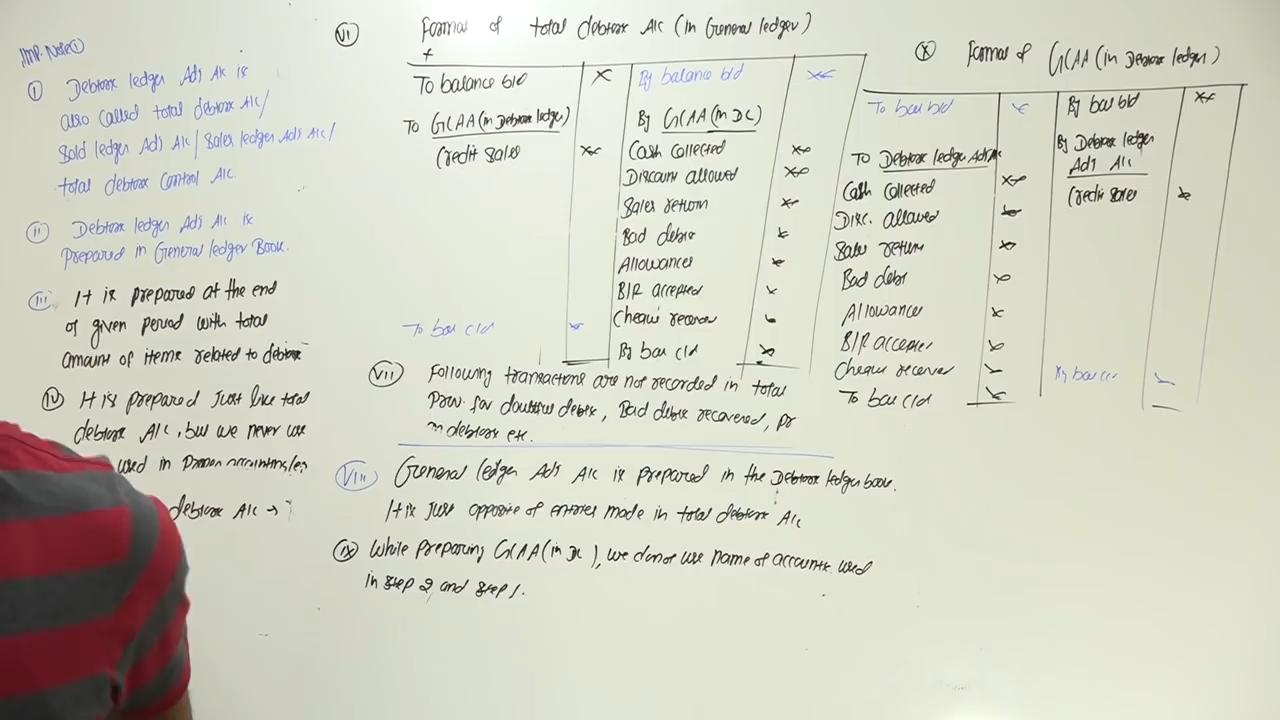 IMP. Note ①
① Debtors ledger Adj A/c is
also called total debtors A/c/
Sold ledger Adj A/c/ Sales ledger Adj A/c/
total debtors control A/c.
ii Debtors ledger Adj A/c is
Prepared in General ledger Book.
iii It is prepared at the end
of given period with total
amount of items related to debtors
iv It is prepared Just like total
debtors A/c, but we never use
used in
debtors A/c →
vi Format of total debtors A/c (in General ledger)
To balance b/d
By balance b/d
To GLAA (in Debtors ledger)
By GLAA (in DL)
Credit Sales
Cash collected
Discount allowed
Sales return
Bad debts
Allowances
B/R accepted
Cheque
To bal c/d
By bal c/d
vii Following transactions are not recorded in total
Prov. for doubtful debts, Bad debts recovered, Pr
on debtors etc.
viii General ledger Adj A/c is prepared in the Debtors ledger book.
It is Just opposite of entries made in total debtors A/c
ix While preparing GLAA (in DL), we donot use name of accounts used
in step 2 and step 1.
x Format of GLAA (in Debtors ledger)
To bal b/d
By bal b/d
To Debtors ledger Adj A/c
By Debtors ledger
Adj A/c
Cash collected
Credit sales
Disc. allowed
Sales return
Bad debt
Allowance
B/R accepted
Cheque
To bal c/d
By bal c/d